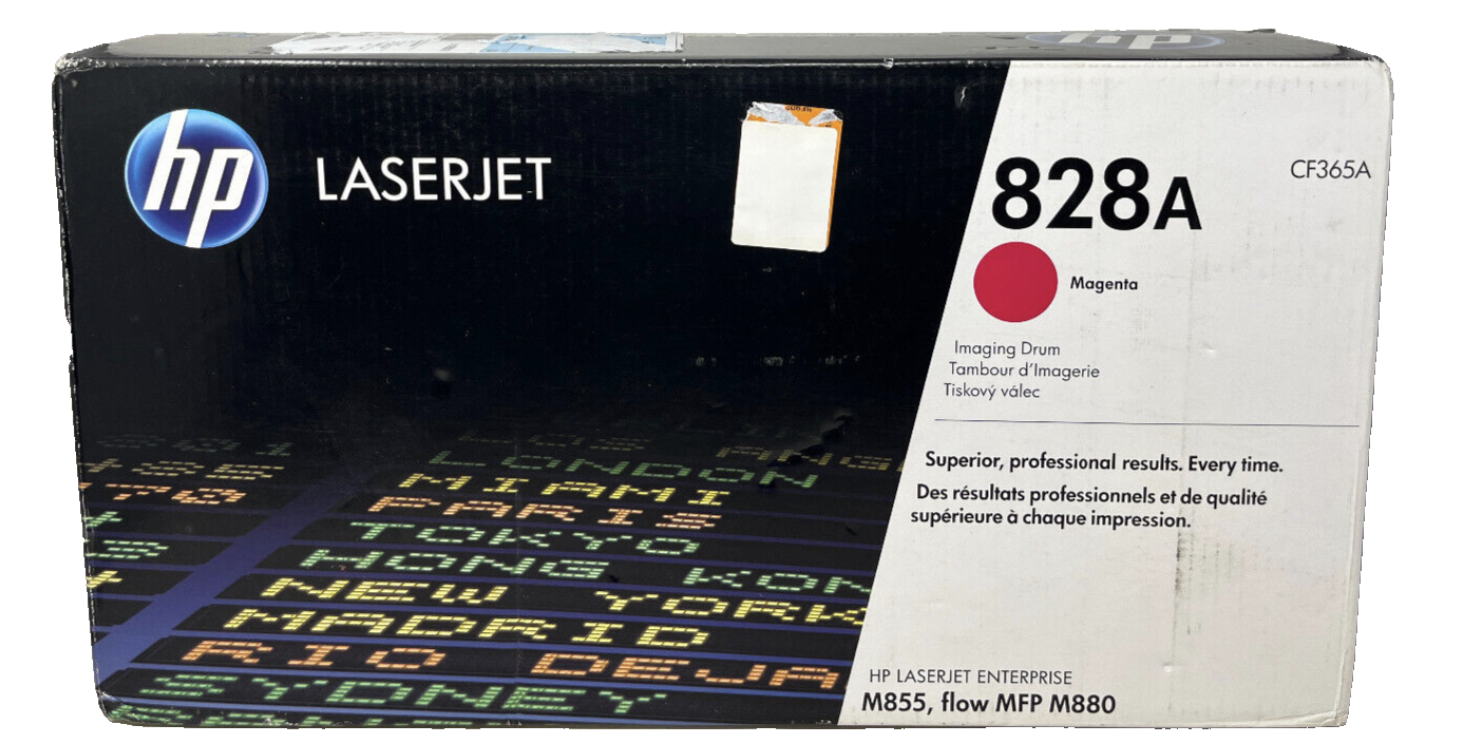 hp
hp
LASERJET
828A
CF365A
Magenta
Imaging Drum
Tambour d'Imagerie
Tiskový válec
Superior, professional results. Every time.
Des résultats professionnels et de qualité
supérieure à chaque impression.
LONDON
MIAMI
PARIS
TOKYO
HONG KON
NEW YORK
MADRID
RIO DEJA
SYDNEY
HP LASERJET ENTERPRISE
M855, flow MFP M880